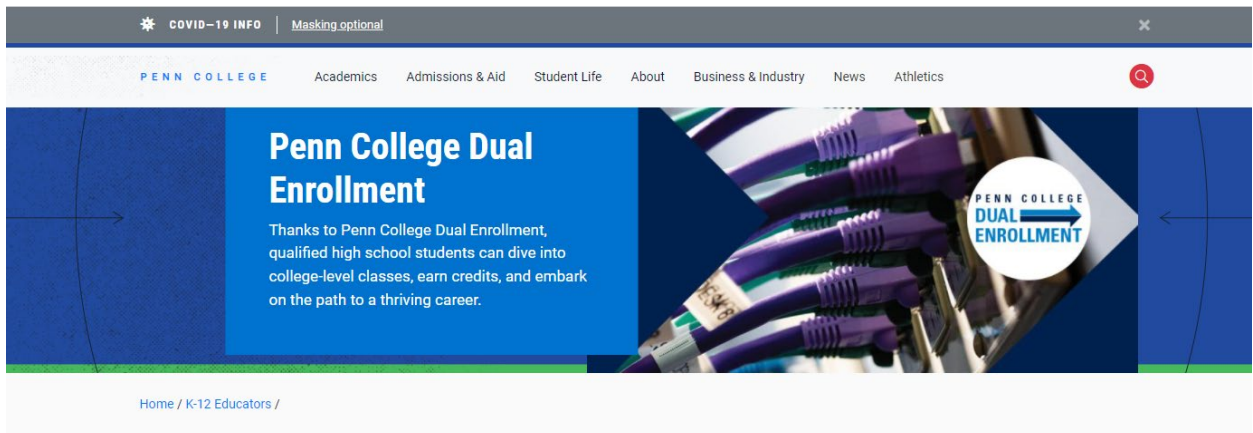 COVID–19 INFO | Masking optional
PENN COLLEGE Academics Admissions & Aid Student Life About Business & Industry News Athletics
Penn College Dual
Enrollment
Thanks to Penn College Dual Enrollment,
qualified high school students can dive into
college-level classes, earn credits, and embark
on the path to a thriving career.
DESK8
PENN COLLEGE
DUAL
ENROLLMENT
Home / K-12 Educators /